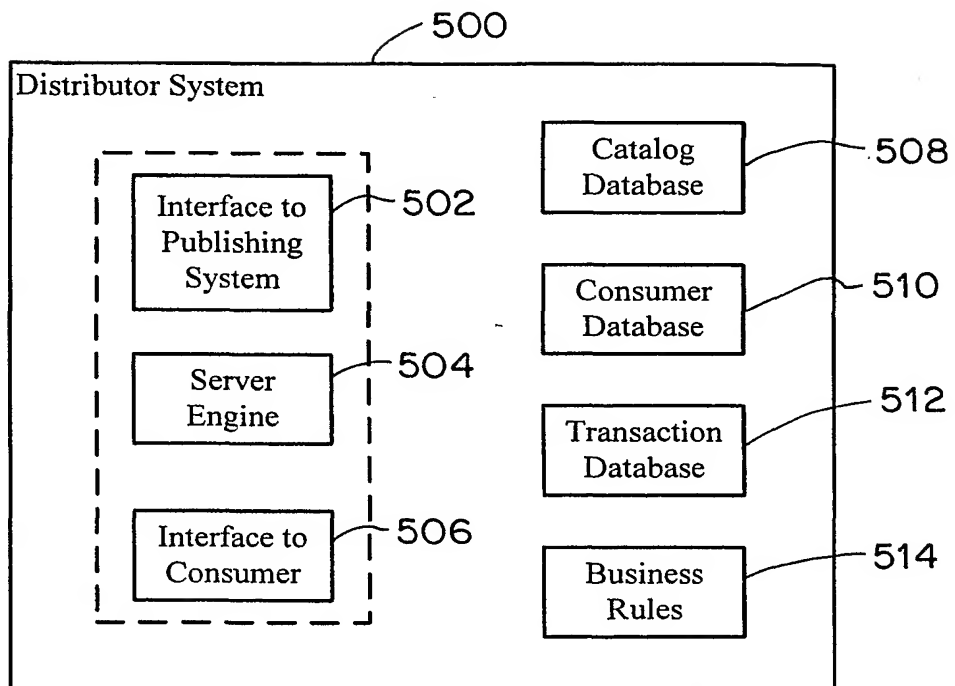 500
Distributor System
Interface to
Publishing
System
502
Server
Engine
504
Interface to
Consumer
506
Catalog
Database
508
Consumer
Database
510
Transaction
Database
512
Business
Rules
514